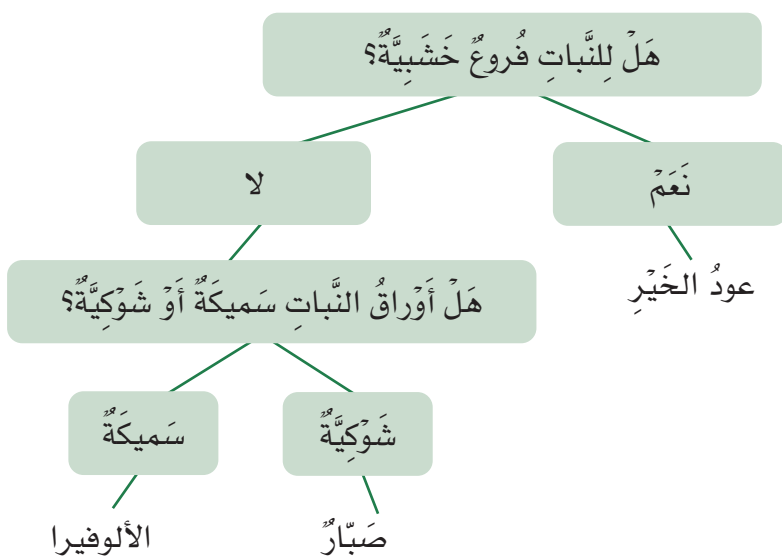 هَلْ لِلنَّباتِ فُروعٌ خَشَبِيَّةٌ؟
نَعَمْ
لا
عودُ الخَيْرِ
هَلْ أَوْراقُ النَّباتِ سَميكَةٌ أَوْ شَوْكِيَّةٌ؟
شَوْكِيَّةٌ
سَميكَةٌ
صَبّارٌ
الألوفيرا